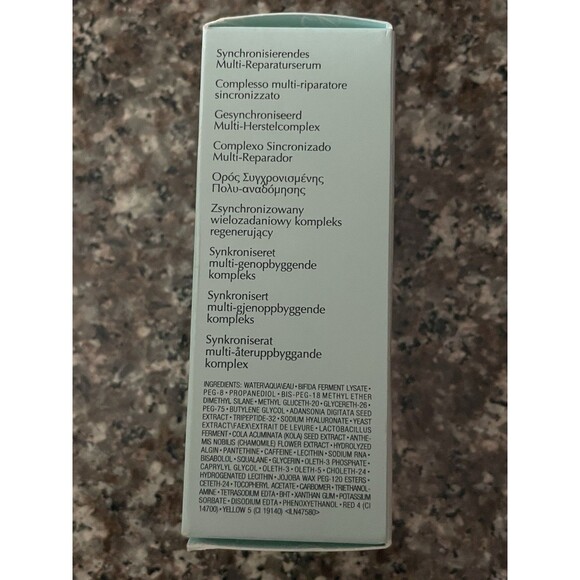 Synchronisierendes
Multi-Reparaturserum
Complesso multi-riparatore
sincronizzato
Gesynchroniseerd
Multi-Herstelcomplex
Complexo Sincronizado
Multi-Reparador
Ορός Συγχρονισμένης
Πολυ-αναδόμησης
Zsynchronizowany
wielozadaniowy kompleks
regenerujący
Synkroniseret
multi-genopbyggende
kompleks
Synkronisert
multi-gjenoppbyggende
kompleks
Synkroniserat
multi-återuppbyggande
komplex
INGREDIENTS: WATER\AQUA\EAU • BIFIDA FERMENT LYSATE •
PEG-8 • PROPANEDIOL • BIS-PEG-18 METHYL ETHER
DIMETHYL SILANE • METHYL GLUCETH-20 • GLYCERETH-26 •
PEG-75 • BUTYLENE GLYCOL • ADANSONIA DIGITATA SEED
EXTRACT • TRIPEPTIDE-32 • SODIUM HYALURONATE • YEAST
EXTRACT\FAEX\EXTRAIT DE LEVURE • LACTOBACILLUS
FERMENT • COLA ACUMINATA (KOLA) SEED EXTRACT • ANTHE-
MIS NOBILIS (CHAMOMILE) FLOWER EXTRACT • HYDROLYZED
ALGIN • PANTETHINE • CAFFEINE • LECITHIN • SODIUM RNA •
BISABOLOL • SQUALANE • GLYCERIN • OLETH-3 PHOSPHATE •
CAPRYLYL GLYCOL • OLETH-3 • OLETH-5 • CHOLETH-24 •
HYDROGENATED LECITHIN • JOJOBA WAX PEG-120 ESTERS •
CETETH-24 • TOCOPHERYL ACETATE • CARBOMER • TRIETHANOL-
AMINE • TETRASODIUM EDTA • BHT • XANTHAN GUM • POTASSIUM
SORBATE • DISODIUM EDTA • PHENOXYETHANOL • RED 4 (CI
14700) • YELLOW 5 (CI 19140) <ILN47580>